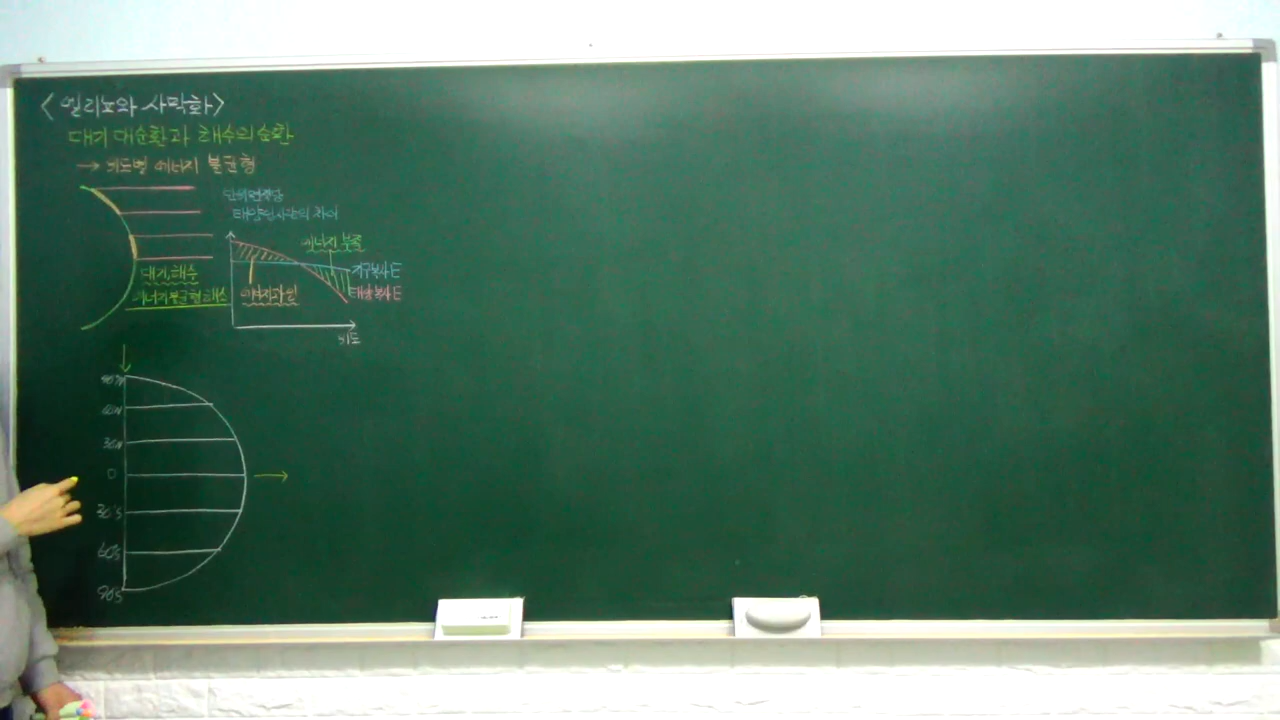 <엘리뇨와 사막화>
대기 대순환과 해수의 순환
→ 위도별 에너지 불균형
단위면적당
태양복사량의 차이
에너지 부족
지구복사E
태양복사E
대기, 해수
에너지불균형 해소
에너지과잉
위도
90°N
60°N
30°N
0
30°S
60°S
90°S